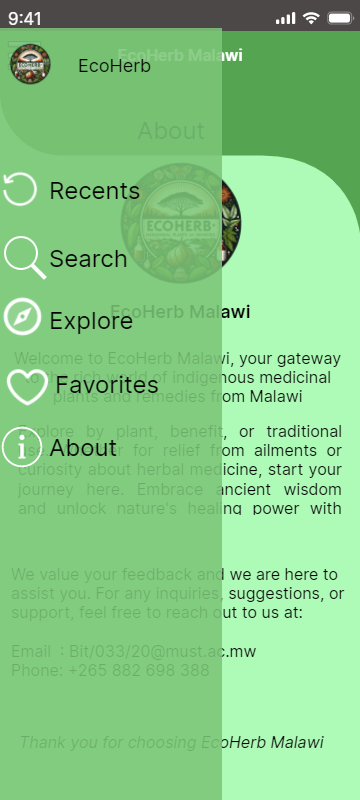 9:41
EcoHerb Malawi
EcoHerb
About
Recents
ECOHERB
Search
EcoHerb Malawi
Explore
Welcome to EcoHerb Malawi, your gateway
to the rich world of indigenous medicinal
plants and remedies from Malawi
Favorites
Explore by plant, benefit, or traditional
for relief from ailments or
curiosity about herbal medicine, start your
journey here. Embrace ancient wisdom
and unlock nature's healing power with
About
We value your feedback and we are here to
assist you. For any inquiries, suggestions, or
support, feel free to reach out to us at:
Email : Bit/033/20@must.ac.mw
Phone: +265 882 698 388
Thank you for choosing EcoHerb Malawi